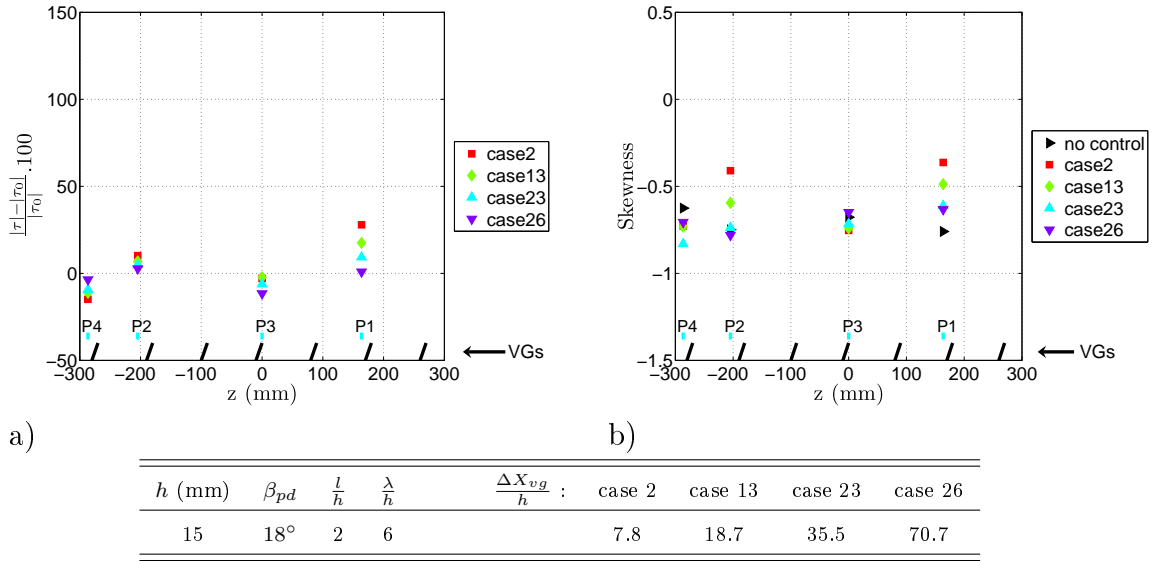 150
100
50
0
−50
|τ|−|τ₀| / |τ₀| .100
−300 −200 −100 0 100 200 300
z (mm)
P4 P2 P3 P1
VGs
case2
case13
case23
case26
a)
0.5
0
−0.5
−1
−1.5
Skewness
−300 −200 −100 0 100 200 300
z (mm)
P4 P2 P3 P1
VGs
no control
case2
case13
case23
case26
b)
h (mm) β_pd l/h λ/h ΔX_vg/h : case 2 case 13 case 23 case 26
15 18° 2 6 7.8 18.7 35.5 70.7